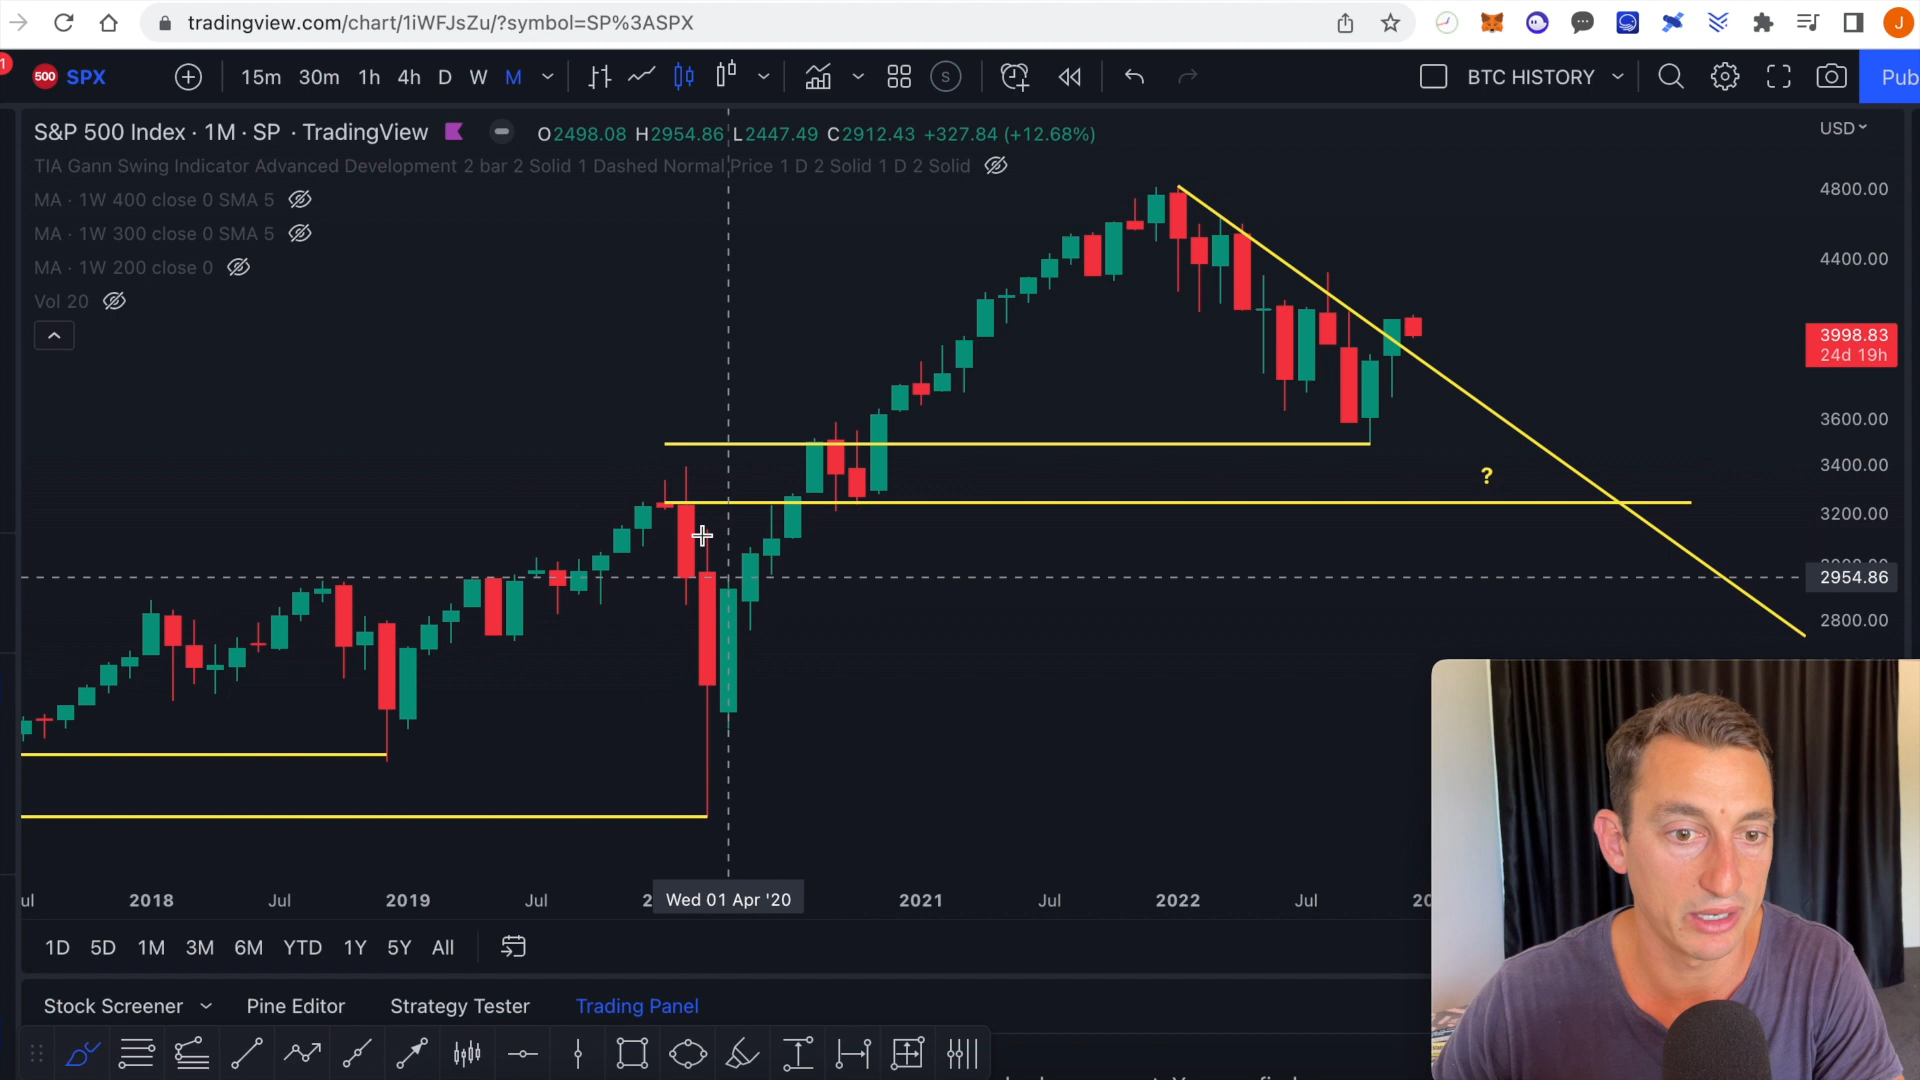 tradingview.com/chart/1iWFJsZu/?symbol=SP%3ASPX
J
1
500 SPX 15m 30m 1h 4h D W M S BTC HISTORY Pub
S&P 500 Index · 1M · SP · TradingView O2498.08 H2954.86 L2447.49 C2912.43 +327.84 (+12.68%)
USD
TIA Gann Swing Indicator Advanced Development 2 bar 2 Solid 1 Dashed Normal Price 1 D 2 Solid 1 D 2 Solid
MA · 1W 400 close 0 SMA 5
MA · 1W 300 close 0 SMA 5
MA · 1W 200 close 0
Vol 20
4800.00
4400.00
3998.83
24d 19h
3600.00
3400.00
?
3200.00
2954.86
2800.00
ul 2018 Jul 2019 Jul 2 Wed 01 Apr '20 2021 Jul 2022 Jul 20
1D 5D 1M 3M 6M YTD 1Y 5Y All
Stock Screener Pine Editor Strategy Tester Trading Panel